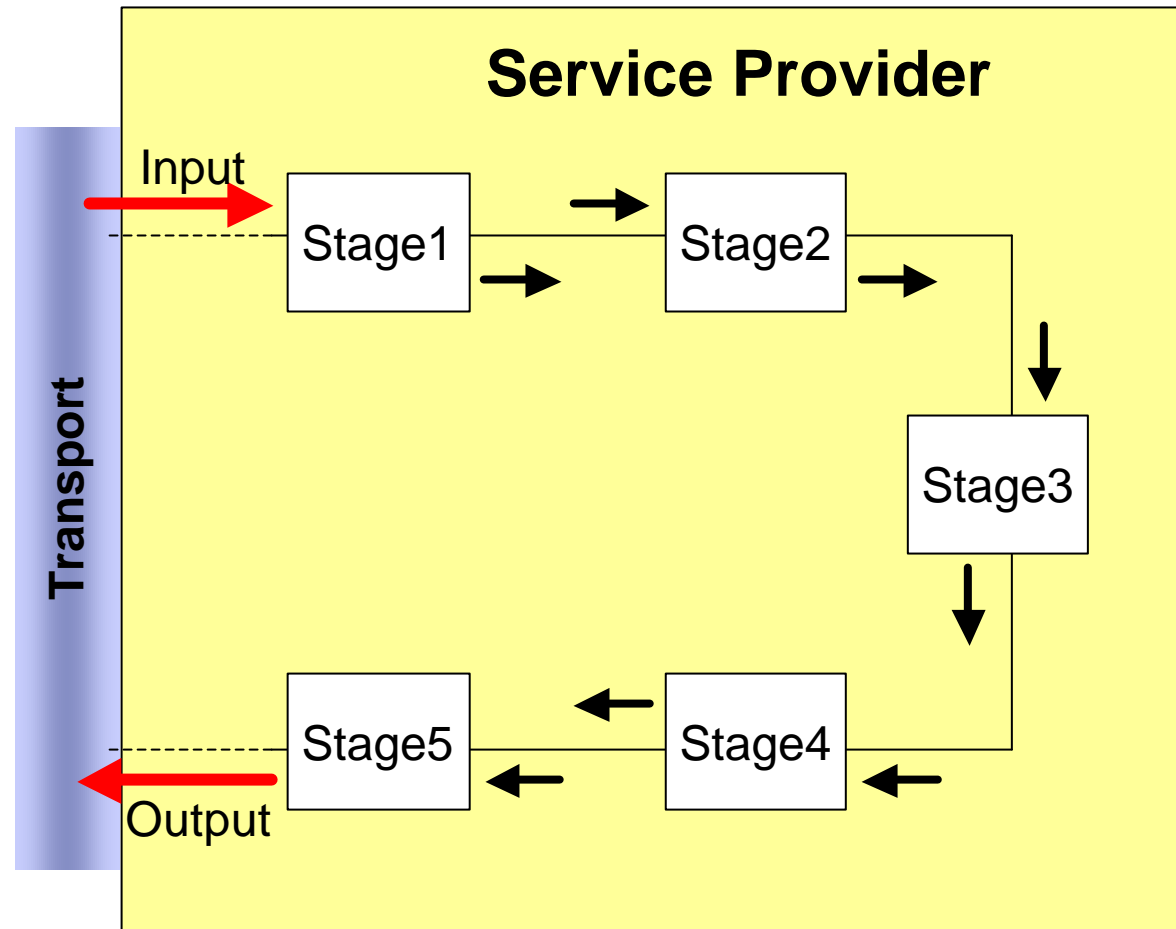 Service Provider
Input
Stage1
Stage2
Transport
Stage3
Stage5
Stage4
Output